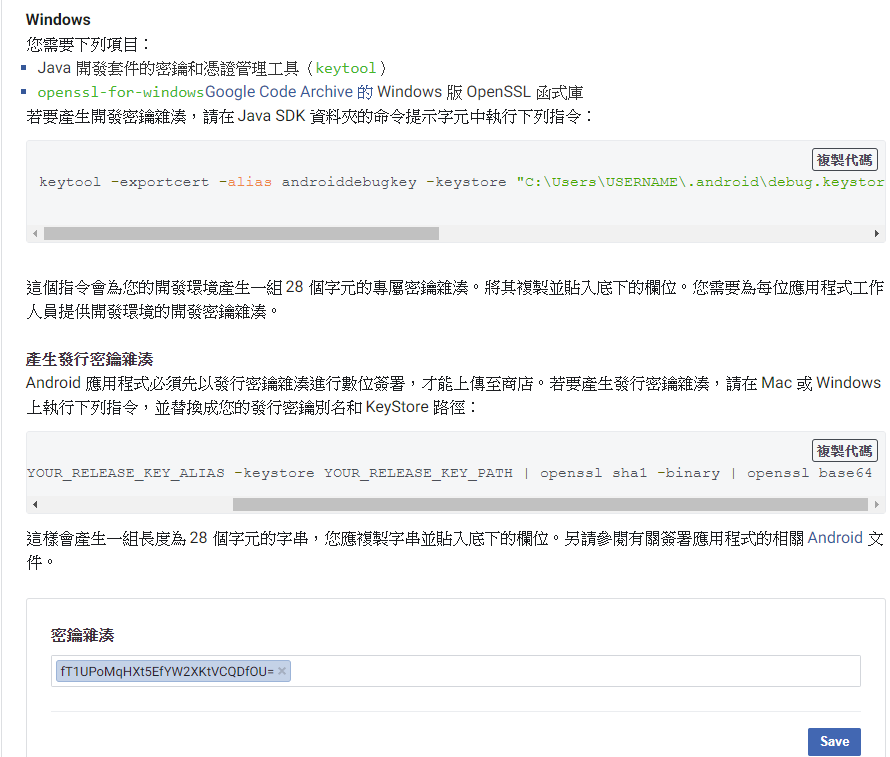 Windows
您需要下列項目：
Java 開發套件的密鑰和憑證管理工具（keytool）
openssl-for-windowsGoogle Code Archive 的 Windows 版 OpenSSL 函式庫
若要產生開發密鑰雜湊，請在 Java SDK 資料夾的命令提示字元中執行下列指令：
複製代碼
keytool -exportcert -alias androiddebugkey -keystore "C:\Users\USERNAME\.android\debug.keystor
這個指令會為您的開發環境產生一組 28 個字元的專屬密鑰雜湊。將其複製並貼入底下的欄位。您需要為每位應用程式工作
人員提供開發環境的開發密鑰雜湊。
產生發行密鑰雜湊
Android 應用程式必須先以發行密鑰雜湊進行數位簽署，才能上傳至商店。若要產生發行密鑰雜湊，請在 Mac 或 Windows
上執行下列指令，並替換成您的發行密鑰別名和 KeyStore 路徑：
複製代碼
YOUR_RELEASE_KEY_ALIAS -keystore YOUR_RELEASE_KEY_PATH | openssl sha1 -binary | openssl base64
這樣會產生一組長度為 28 個字元的字串，您應複製字串並貼入底下的欄位。另請參閱有關簽署應用程式的相關 Android 文
件。
密鑰雜湊
fT1UPoMqHXt5EfYW2XKtVCQDfOU= ×
Save